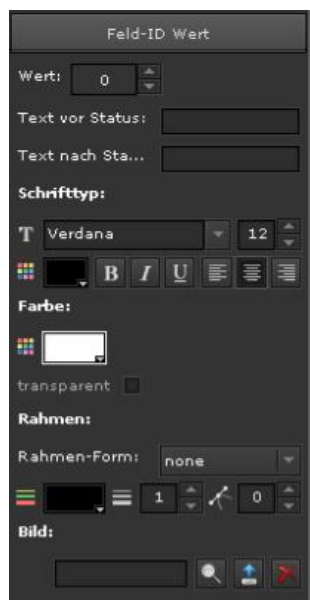 Feld-ID Wert
Wert: 0
Text vor Status:
Text nach Sta...
Schrifttyp:
T Verdana 12
B I U
Farbe:
transparent
Rahmen:
Rahmen-Form: none
1 0
Bild: